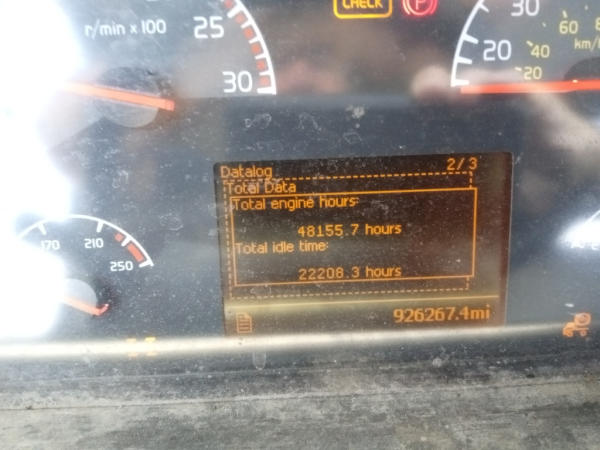 CHECK
P
r/min x 100
25
30
30
20
20
40
60
km/h
Datalog 2/3
Total Data
Total engine hours:
48155.7 hours
Total idle time:
22208.3 hours
926267.4mi
170
210
250